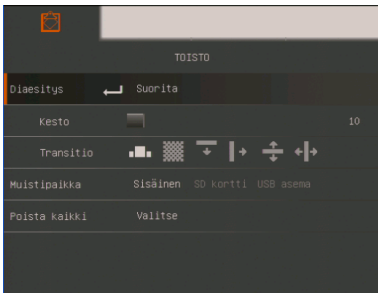 TOISTO
Diaesitys Suorita
Kesto 10
Transitio
Muistipaikka Sisäinen SD kortti USB asema
Poista kaikki Valitse